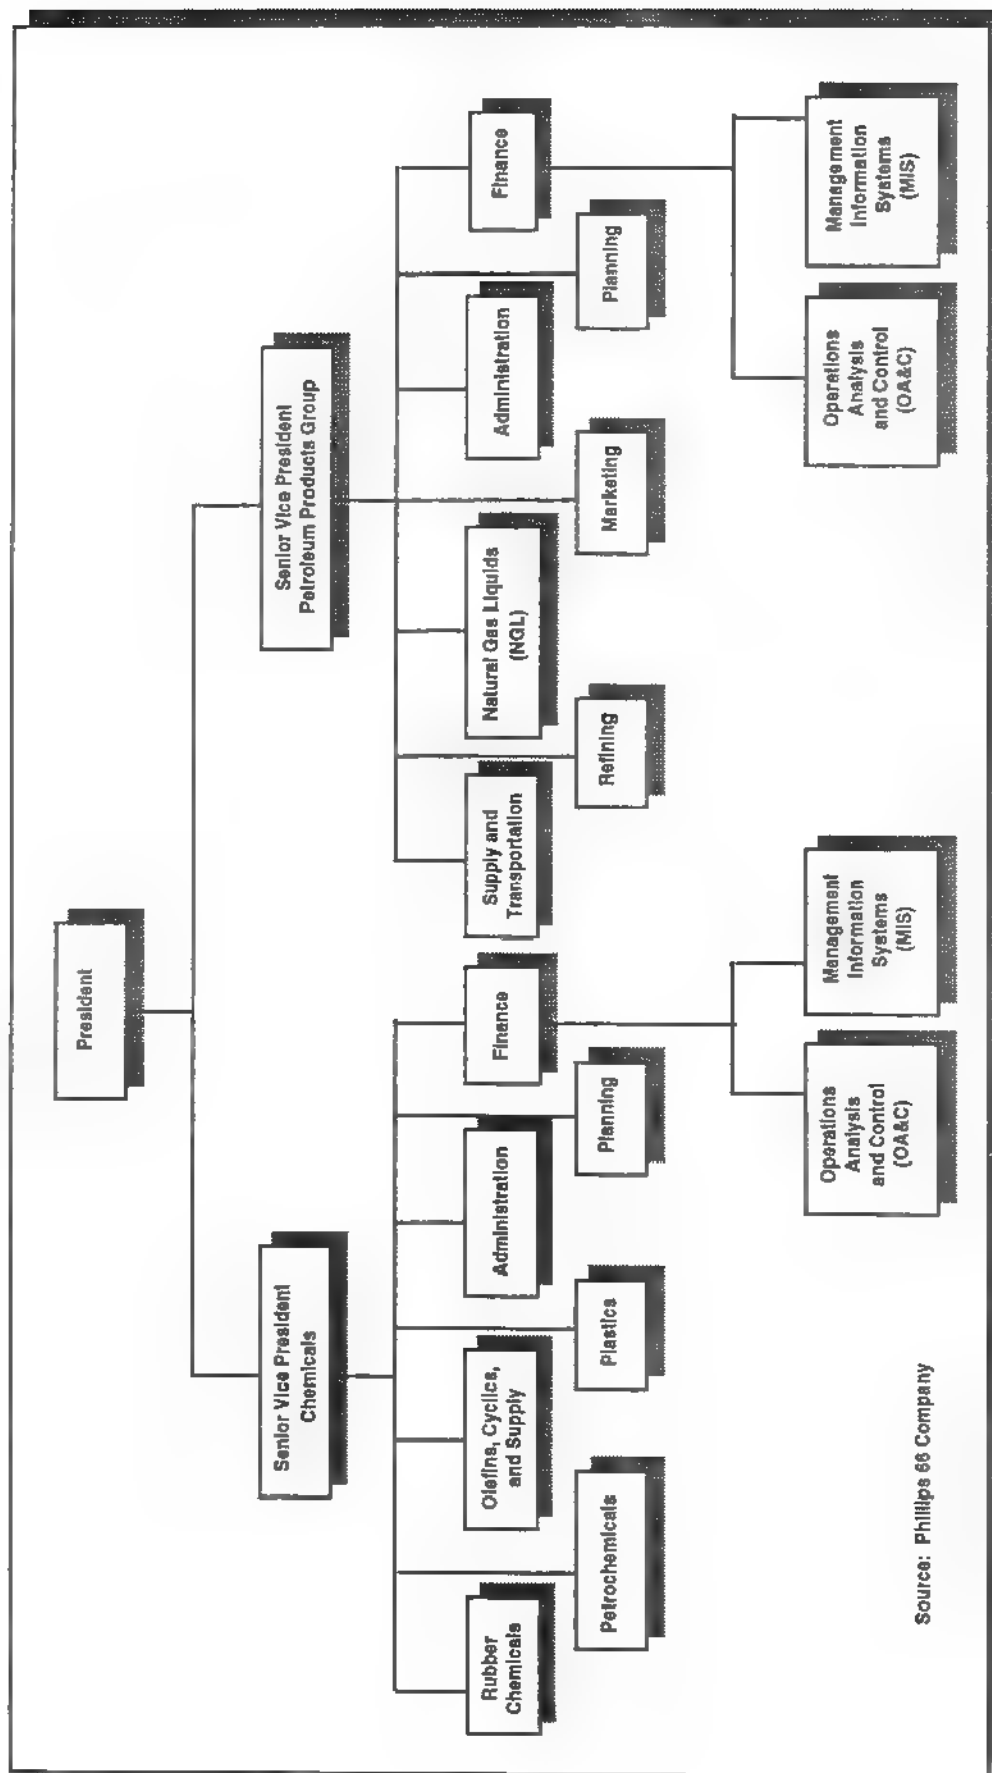 President
Senior Vice President
Chemicals
Senior Vice President
Petroleum Products Group
Rubber
Chemicals
Olefins, Cyclics,
and Supply
Administration
Finance
Petrochemicals
Plastics
Planning
Supply and
Transportation
Natural Gas Liquids
(NGL)
Administration
Finance
Refining
Marketing
Planning
Operations
Analysis
and Control
(OA&C)
Management
Information
Systems
(MIS)
Operations
Analysis
and Control
(OA&C)
Management
Information
Systems
(MIS)
Source: Phillips 66 Company